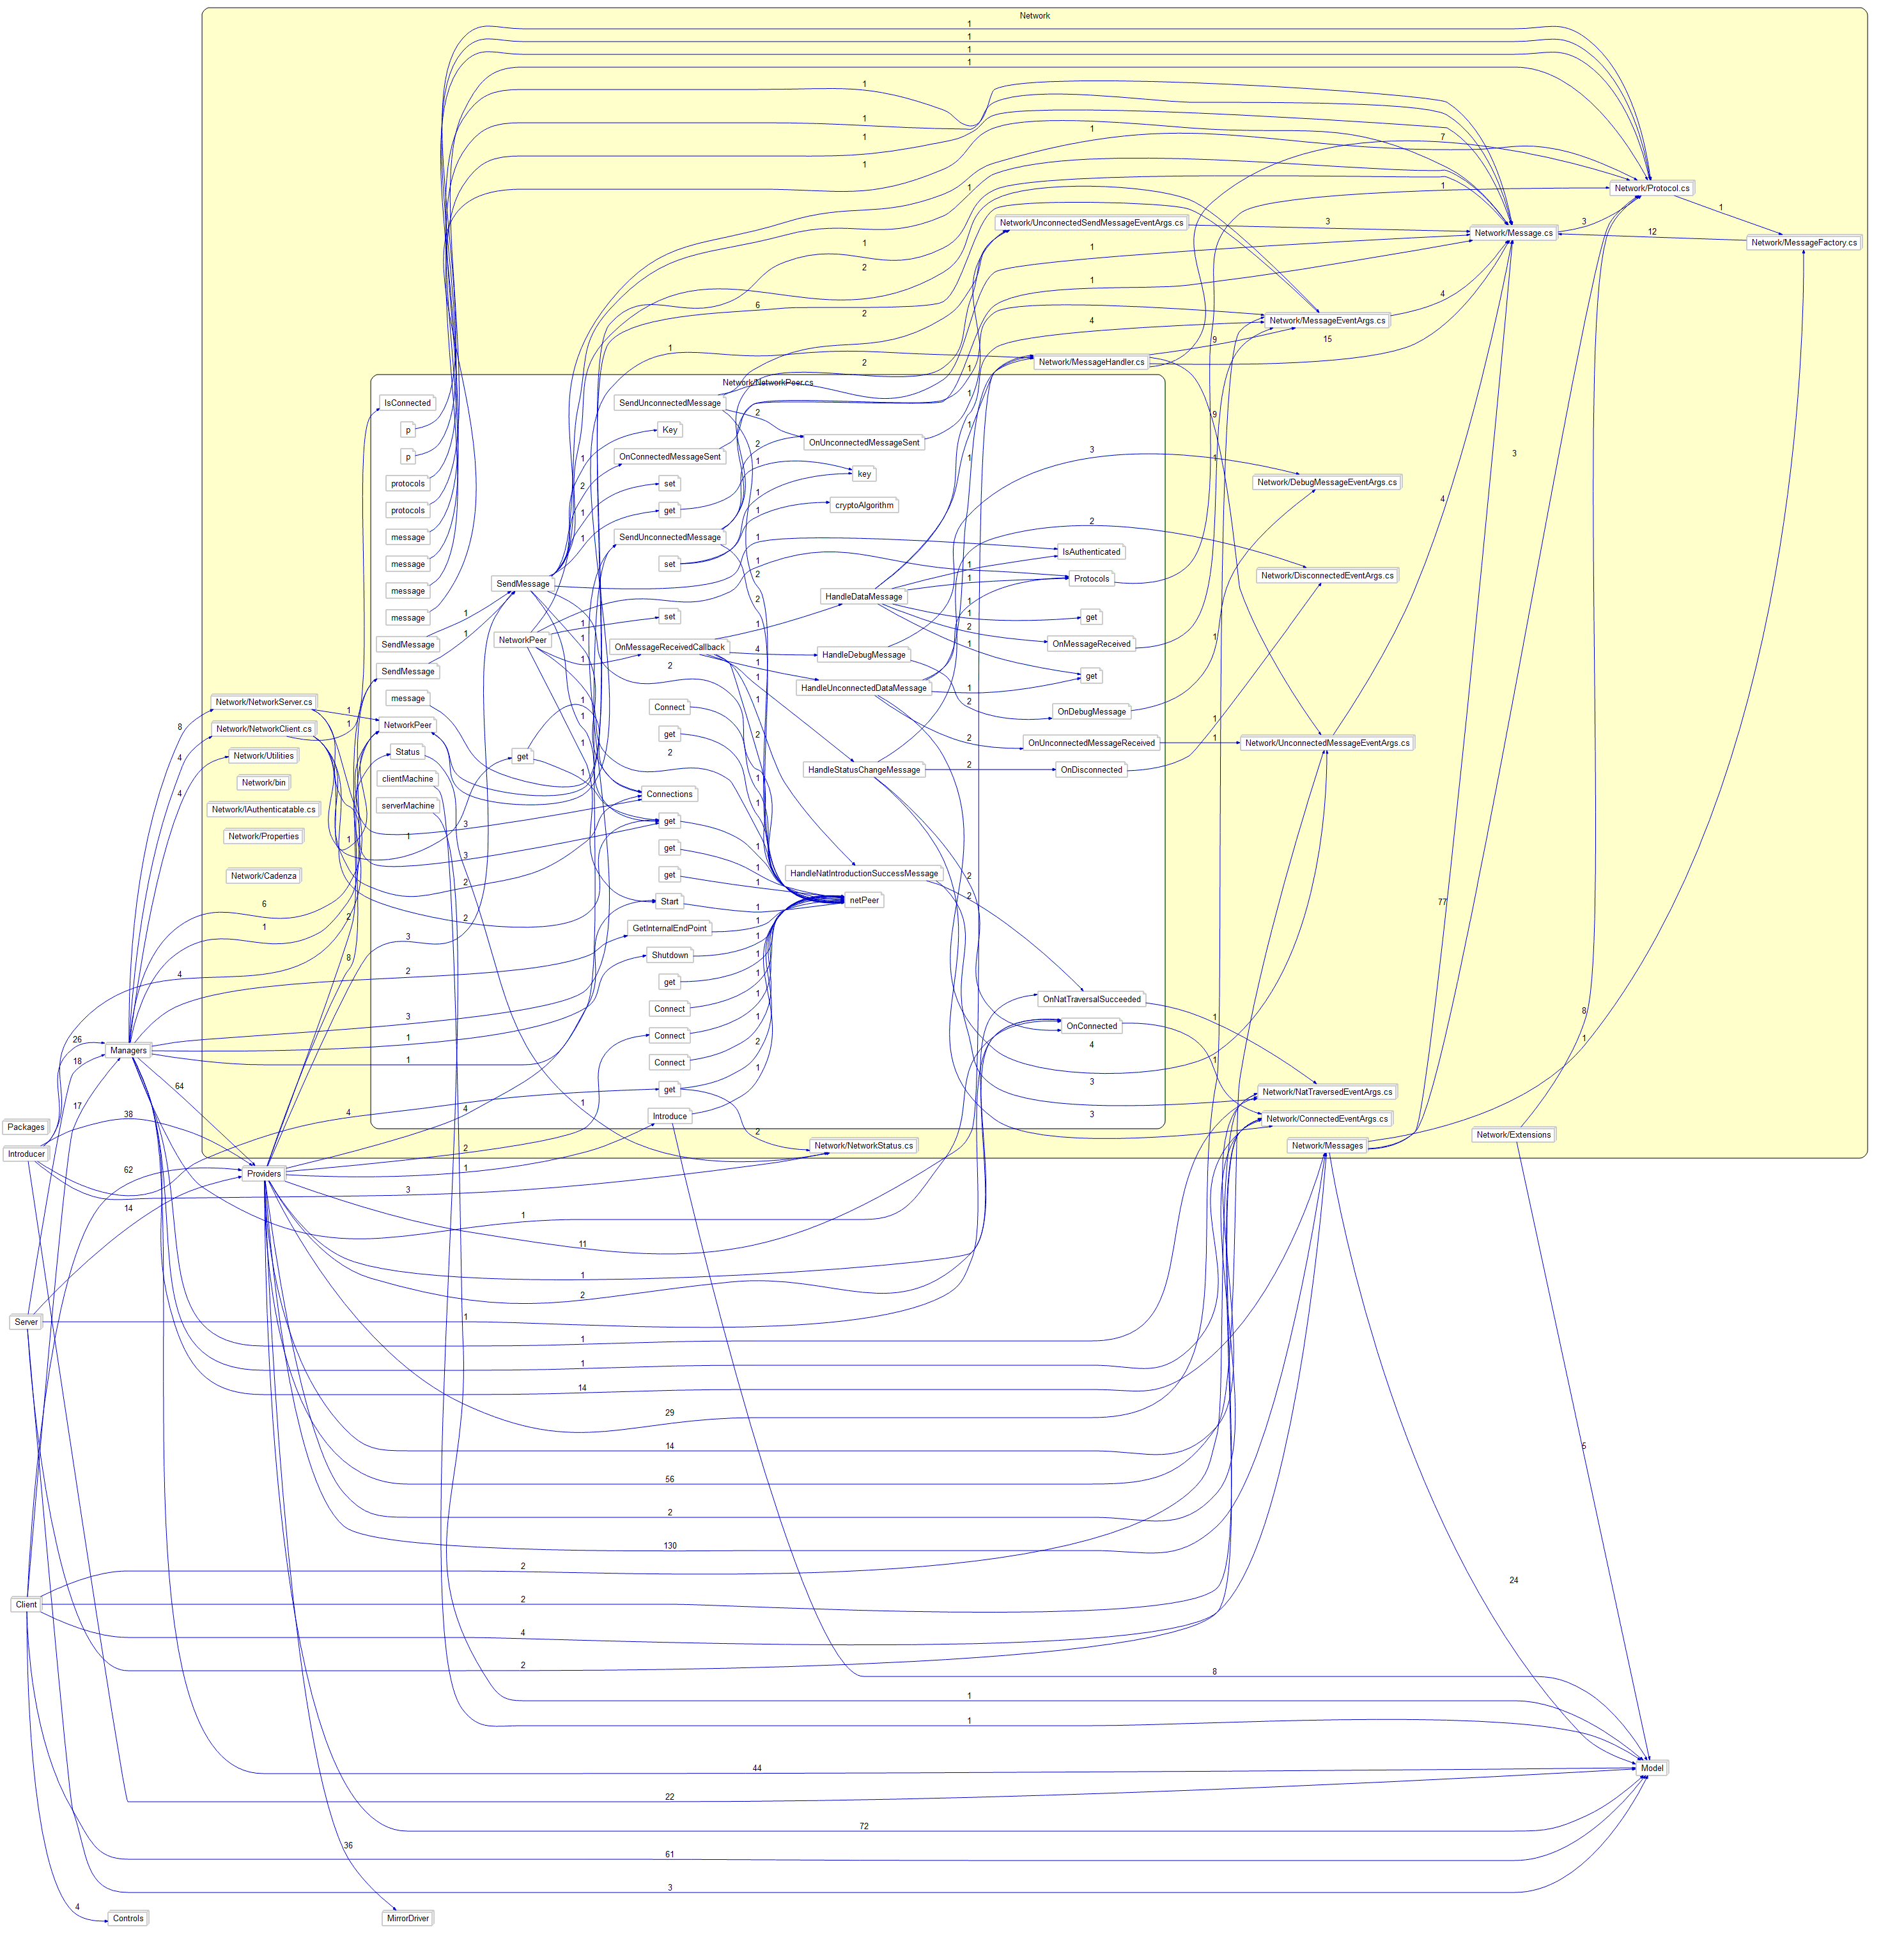 Network
1
1
1
1
1
1
1
1
1
7
1
1
Network/Protocol.cs
Network/UnconnectedSendMessageEventArgs.cs
3
Network/Message.cs
3
1
12
Network/MessageFactory.cs
1
1
2
1
6
2
4
4
Network/MessageEventArgs.cs
4
9
15
1
2
Network/MessageHandler.cs
1
Network/NetworkPeer.cs
IsConnected
SendUnconnectedMessage
2
1
9
p
Key
OnUnconnectedMessageSent
1
p
1
OnConnectedMessageSent
2
1
1
3
1
3
protocols
2
set
key
Network/DebugMessageEventArgs.cs
protocols
1
get
1
cryptoAlgorithm
4
message
1
SendUnconnectedMessage
1
2
message
set
1
1
IsAuthenticated
1
Network/DisconnectedEventArgs.cs
message
SendMessage
2
HandleDataMessage
1
Protocols
message
1
set
2
1
get
SendMessage
1
NetworkPeer
1
1
OnMessageReceivedCallback
1
4
HandleDebugMessage
2
OnMessageReceived
1
SendMessage
1
2
1
HandleUnconnectedDataMessage
1
get
Network/NetworkServer.cs
1
message
1
Connect
1
2
OnDebugMessage
1
8
Network/NetworkClient.cs
1
NetworkPeer
1
get
2
2
OnUnconnectedMessageReceived
1
Network/UnconnectedMessageEventArgs.cs
4
Network/Utilities
Status
get
2
1
HandleStatusChangeMessage
2
OnDisconnected
4
Network/bin
clientMachine
1
1
Connections
Network/IAuthenticatable.cs
serverMachine
3
get
1
Network/Properties
1
1
3
get
1
Network/Cadenza
2
get
1
HandleNatIntroductionSuccessMessage
2
6
2
2
Start
1
netPeer
2
77
1
3
GetInternalEndPoint
1
8
Shutdown
1
4
2
get
1
OnNatTraversalSucceeded
3
Connect
1
1
8
26
18
Managers
1
Connect
1
OnConnected
4
1
1
1
Connect
2
64
get
1
3
Network/NatTraversedEventArgs.cs
17
38
4
4
Introduce
1
3
Network/ConnectedEventArgs.cs
Packages
2
2
Network/NetworkStatus.cs
Network/Messages
Network/Extensions
Introducer
62
Providers
1
3
14
1
11
1
2
Server
1
1
1
14
29
14
56
5
2
130
2
24
Client
2
4
2
8
1
1
44
Model
22
72
36
61
3
4
Controls
MirrorDriver